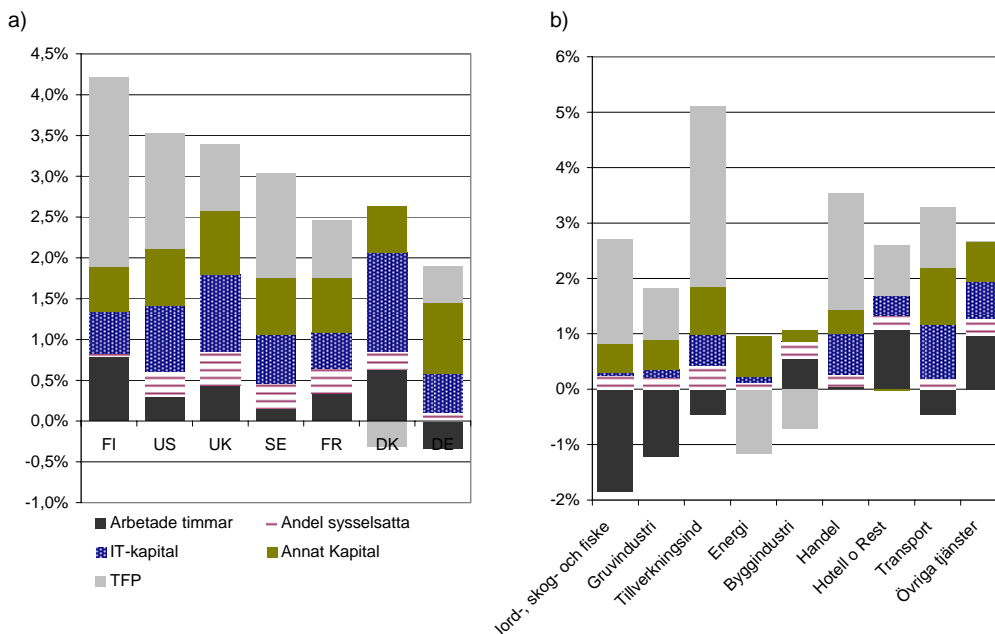 a)
4,5%
4,0%
3,5%
3,0%
2,5%
2,0%
1,5%
1,0%
0,5%
0,0%
-0,5%
-1,0%
FI US UK SE FR DK DE
Arbetade timmar
Andel sysselsatta
IT-kapital
Annat Kapital
TFP
b)
6%
5%
4%
3%
2%
1%
0%
-1%
-2%
lord-, skog- och fiske
Gruvindustri
Tillverkningsind
Energi
Byggindustri
Handel
Hotell o Rest
Transport
Övriga tjänster